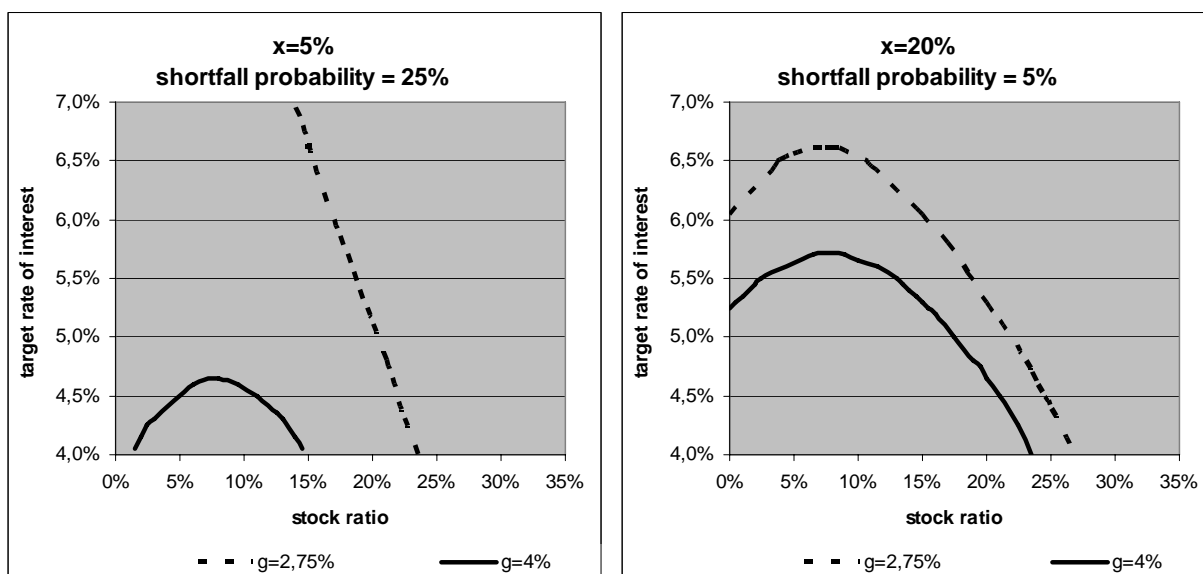 x=5%
shortfall probability = 25%
7,0%
6,5%
6,0%
5,5%
5,0%
4,5%
4,0%
target rate of interest
0% 5% 10% 15% 20% 25% 30% 35%
stock ratio
g=2,75% g=4%
x=20%
shortfall probability = 5%
7,0%
6,5%
6,0%
5,5%
5,0%
4,5%
4,0%
target rate of interest
0% 5% 10% 15% 20% 25% 30% 35%
stock ratio
g=2,75% g=4%